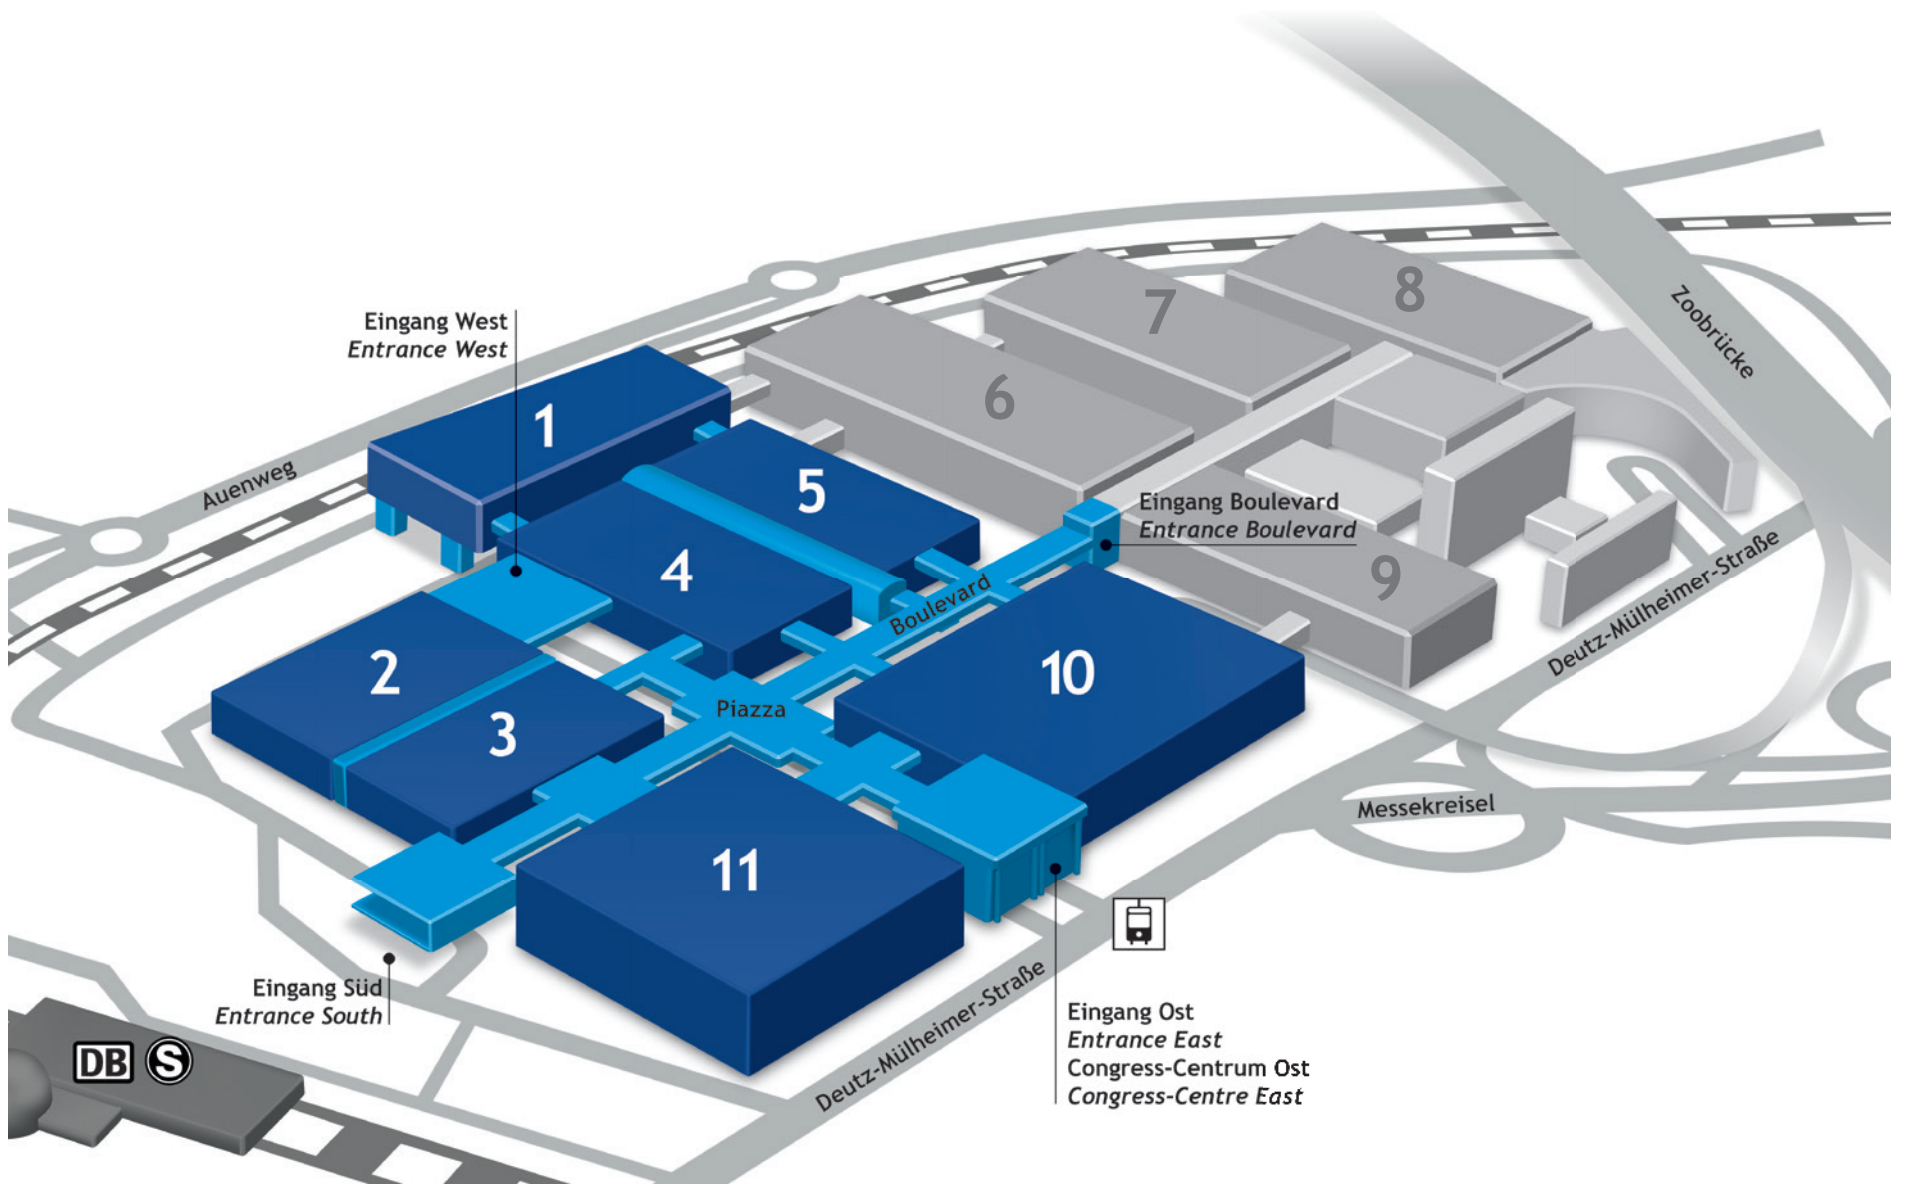 8
7
Zoobrücke
Eingang West
Entrance West
6
1
Auenweg
5
Eingang Boulevard
Entrance Boulevard
4
9
Boulevard
Deutz-Mülheimer-Straße
2
10
3
Piazza
Messekreisel
11
Eingang Süd
Entrance South
Deutz-Mülheimer-Straße
Eingang Ost
Entrance East
Congress-Centrum Ost
Congress-Centre East
DB S